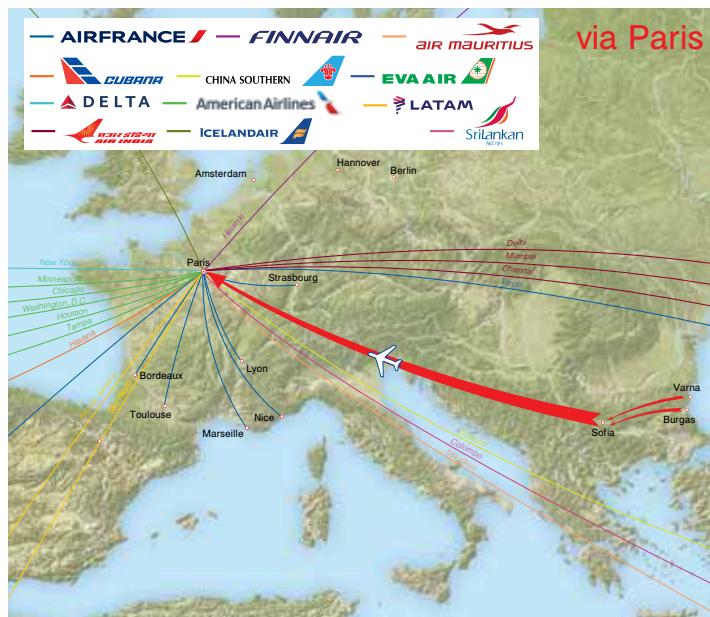 via Paris
AIRFRANCE
FINNAIR
AIR MAURITIUS
CUBANA
CHINA SOUTHERN
EVA AIR
DELTA
American Airlines
LATAM
एअर इंडिया
AIR INDIA
ICELANDAIR
SriLankan
Airlines
Hannover
Amsterdam
Berlin
Helsinki
Paris
Delhi
Mumbai
Chennai
Taipei
New York
Strasbourg
Minneapolis
Chicago
Washington, D.C.
Houston
Tampa
Havana
Lyon
Bordeaux
Varna
Toulouse
Nice
Burgas
Marseille
Sofia
Colombo